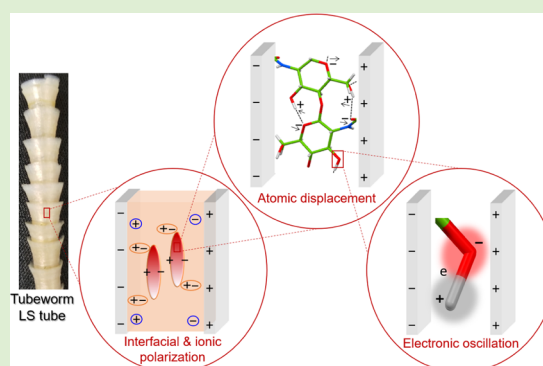 Atomic displacement
Tubeworm
LS tube
Interfacial & ionic
polarization
e
Electronic oscillation